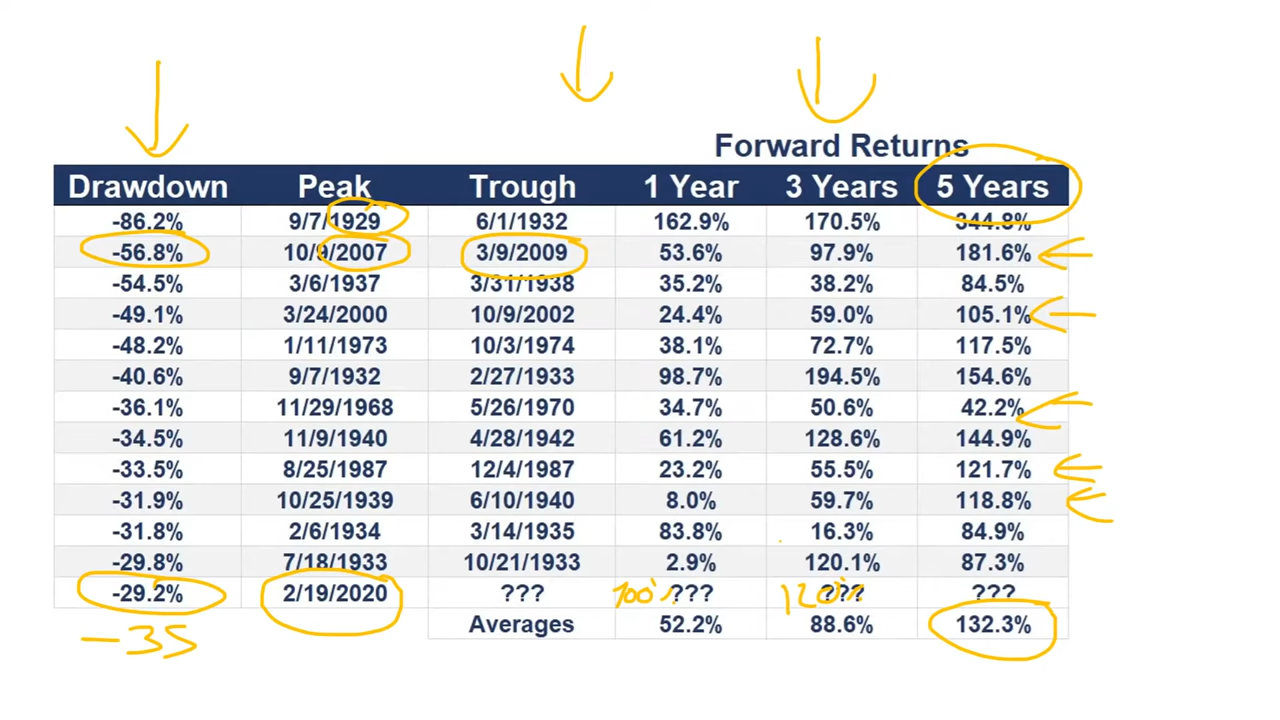 Forward Returns
Drawdown Peak Trough 1 Year 3 Years 5 Years
-86.2% 9/7/1929 6/1/1932 162.9% 170.5% 344.8%
-56.8% 10/9/2007 3/9/2009 53.6% 97.9% 181.6%
-54.5% 3/6/1937 3/31/1938 35.2% 38.2% 84.5%
-49.1% 3/24/2000 10/9/2002 24.4% 59.0% 105.1%
-48.2% 1/11/1973 10/3/1974 38.1% 72.7% 117.5%
-40.6% 9/7/1932 2/27/1933 98.7% 194.5% 154.6%
-36.1% 11/29/1968 5/26/1970 34.7% 50.6% 42.2%
-34.5% 11/9/1940 4/28/1942 61.2% 128.6% 144.9%
-33.5% 8/25/1987 12/4/1987 23.2% 55.5% 121.7%
-31.9% 10/25/1939 6/10/1940 8.0% 59.7% 118.8%
-31.8% 2/6/1934 3/14/1935 83.8% 16.3% 84.9%
-29.8% 7/18/1933 10/21/1933 2.9% 120.1% 87.3%
-29.2% 2/19/2020 ??? 100% ??? 120% ??? ???
Averages 52.2% 88.6% 132.3%
-35